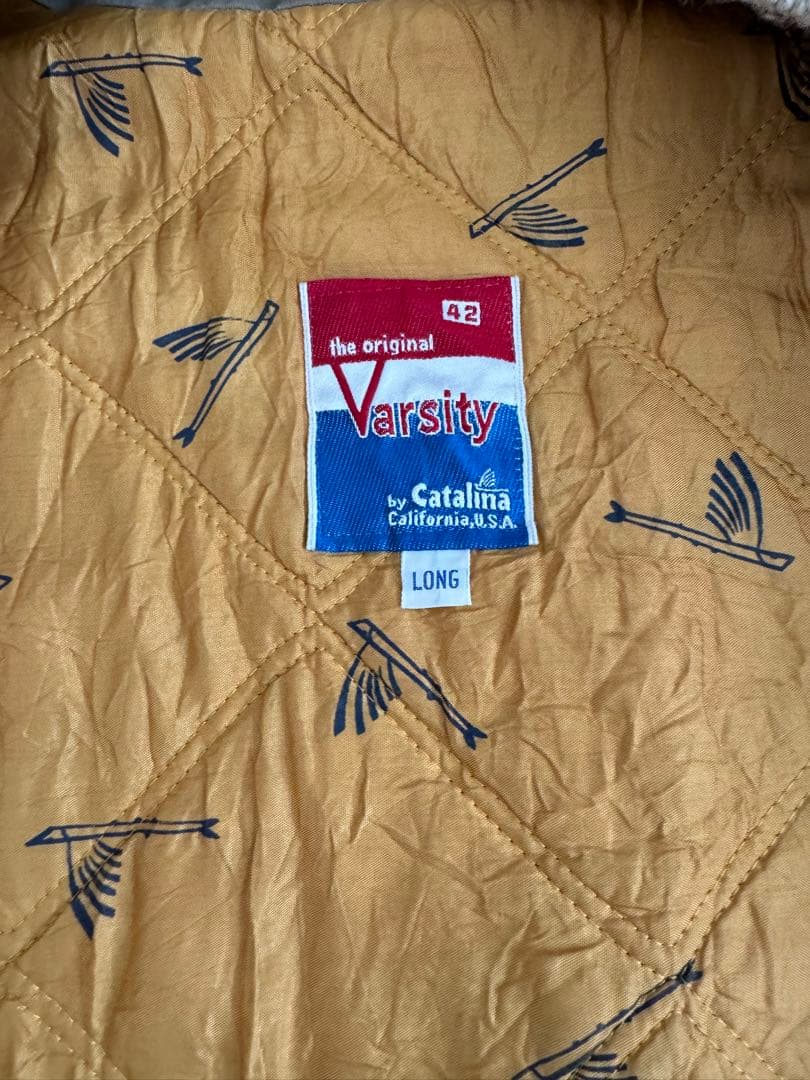 42
the original
Varsity
by Catalina
California, U.S.A.
LONG